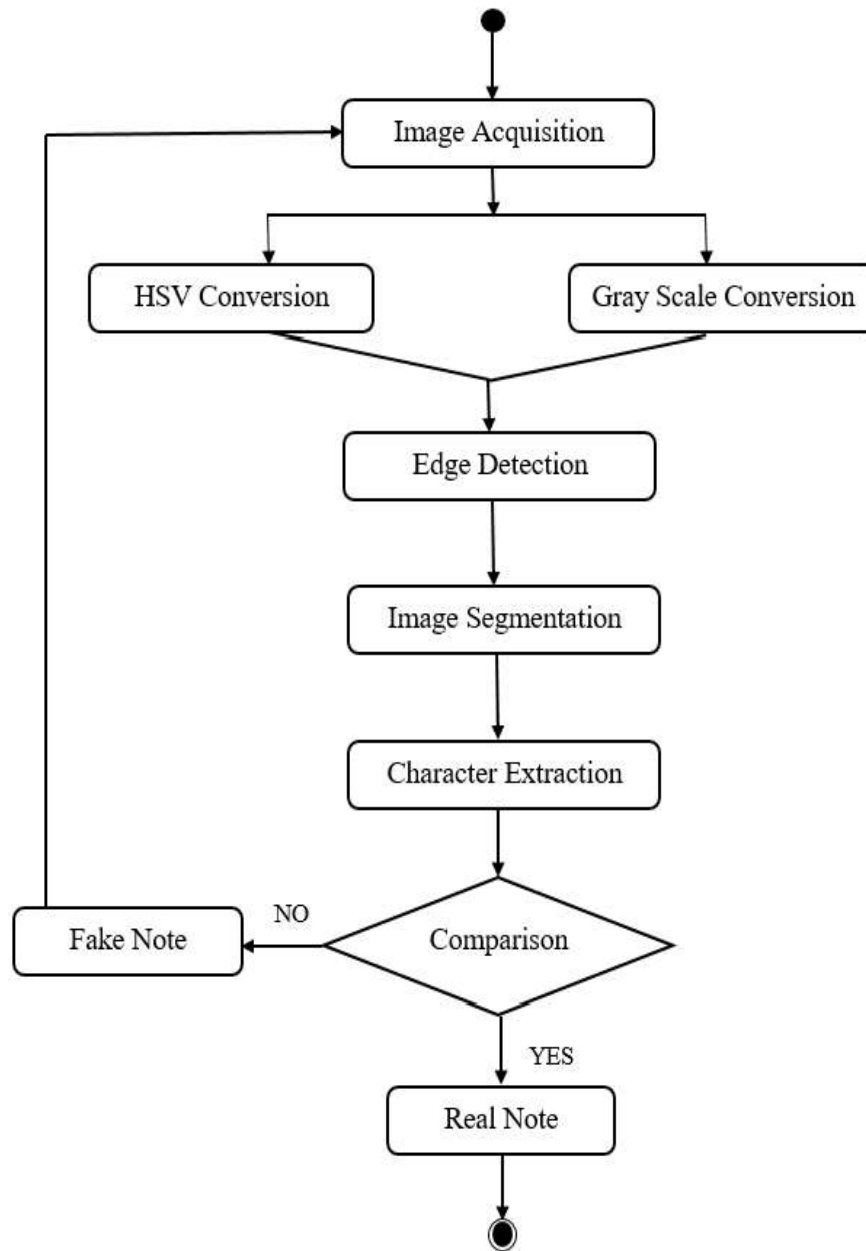 Image Acquisition
HSV Conversion
Gray Scale Conversion
Edge Detection
Image Segmentation
Character Extraction
Comparison
NO
Fake Note
YES
Real Note